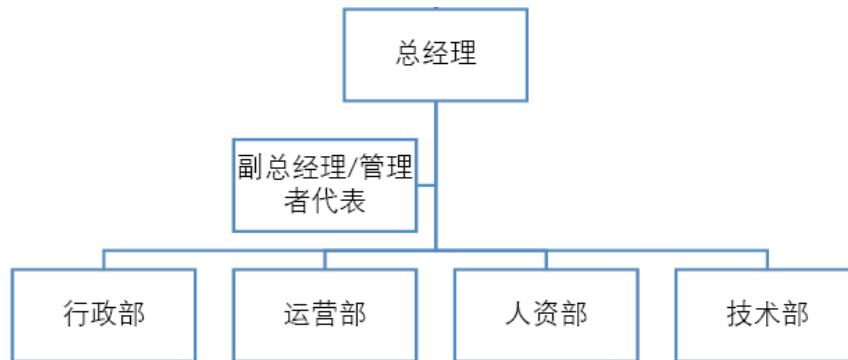 总经理
副总经理/管理
者代表
行政部
运营部
人资部
技术部